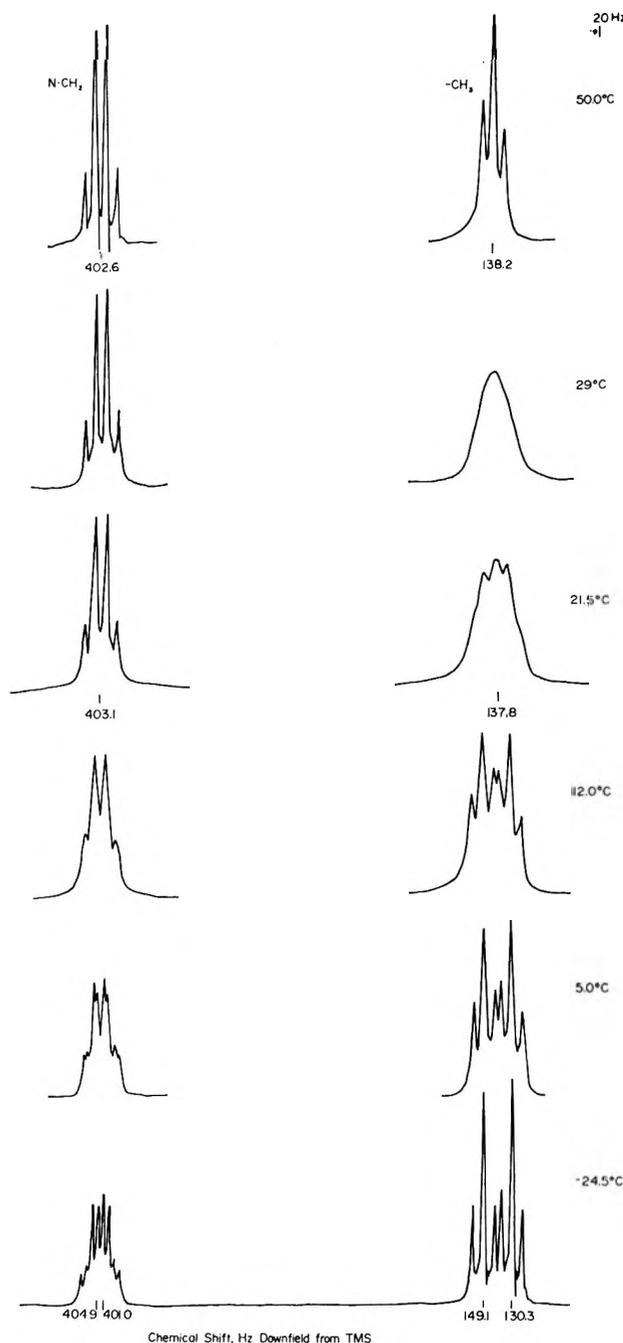 20 Hz
N·CH₂
-CH₃
50.0°C
402.6
138.2
29°C
21.5°C
403.1
137.8
112.0°C
5.0°C
-24.5°C
404.9 401.0
149.1 130.3
Chemical Shift, Hz Downfield from TMS